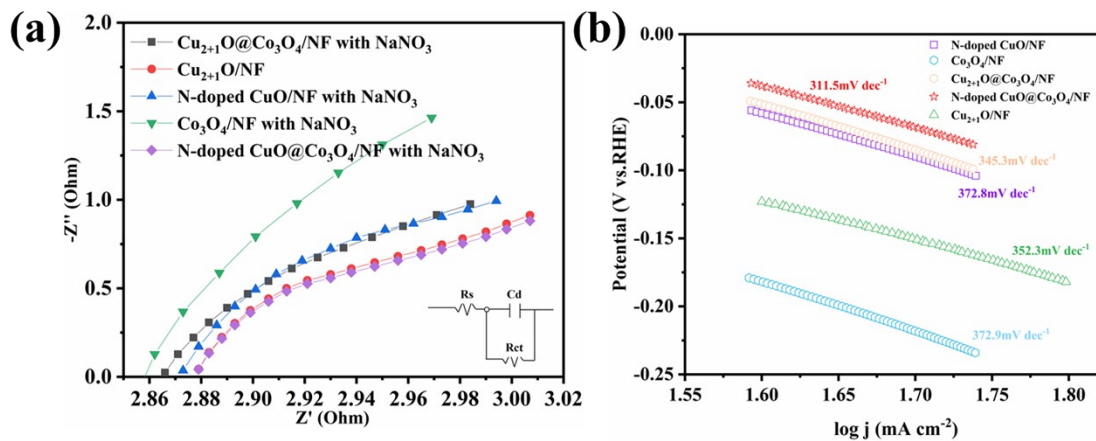 (a)
2.0
1.5
1.0
0.5
0.0
-Z'' (Ohm)
Cu2+1O@Co3O4/NF with NaNO3
Cu2+1O/NF
N-doped CuO/NF with NaNO3
Co3O4/NF with NaNO3
N-doped CuO@Co3O4/NF with NaNO3
Rs
Cd
Rct
2.86 2.88 2.90 2.92 2.94 2.96 2.98 3.00 3.02
Z' (Ohm)
(b)
0.00
-0.05
-0.10
-0.15
-0.20
-0.25
Potential (V vs.RHE)
N-doped CuO/NF
Co3O4/NF
Cu2+1O@Co3O4/NF
N-doped CuO@Co3O4/NF
Cu2+1O/NF
311.5mV dec-1
345.3mV dec-1
372.8mV dec-1
352.3mV dec-1
372.9mV dec-1
1.55 1.60 1.65 1.70 1.75 1.80
log j (mA cm-2)